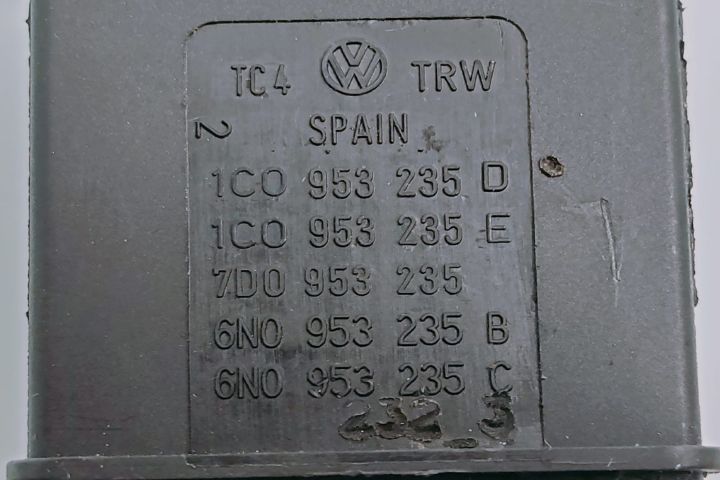 TC4 VW TRW
2 SPAIN
1C0 953 235 D
1C0 953 235 E
7D0 953 235
6N0 953 235 B
6N0 953 235 C
232_3